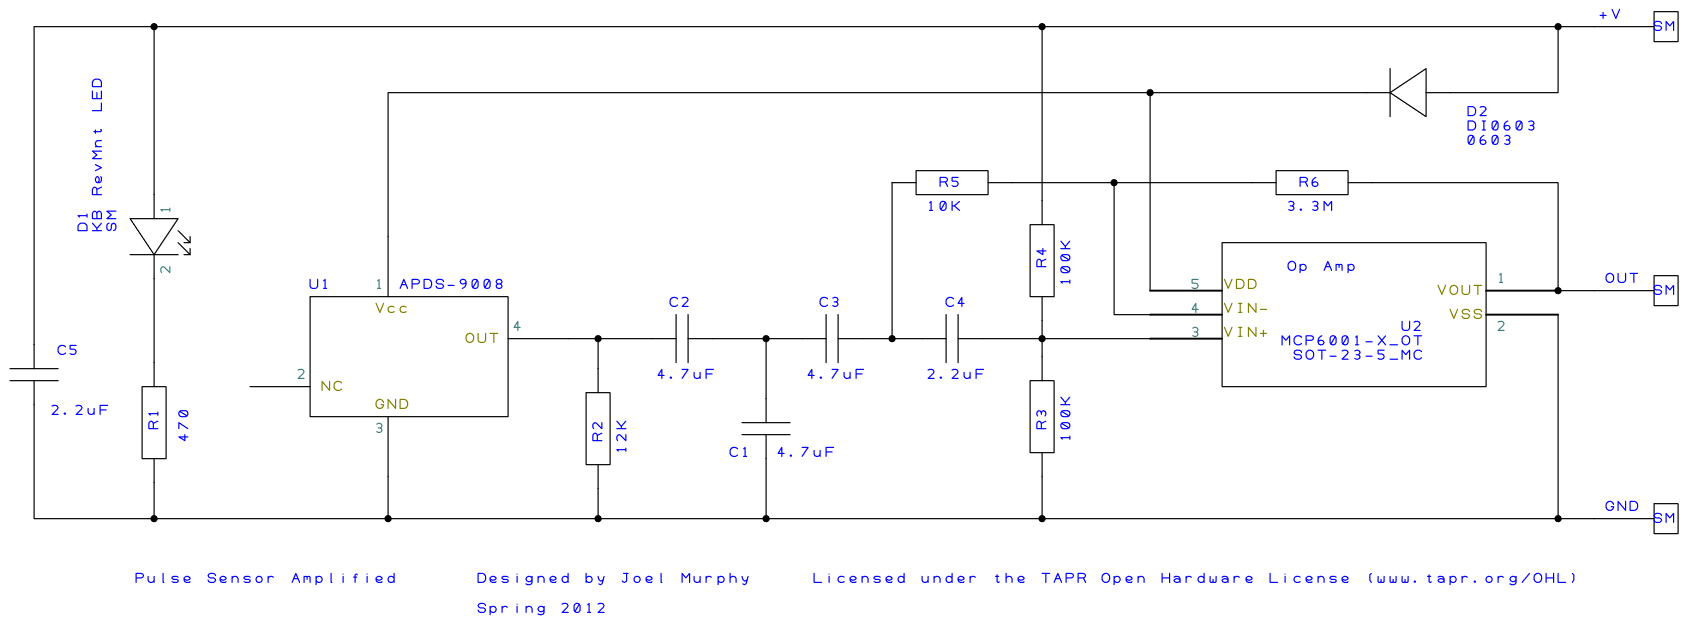 +V
SM
D1
KB RevMnt LED
SM
1
2
D2
DI0603
0603
R5
10K
R6
3.3M
R4
100K
U1
APDS-9008
1
Vcc
OUT
4
2
NC
GND
3
C5
2.2uF
R1
470
C2
4.7uF
C3
4.7uF
C4
2.2uF
R2
12K
C1
4.7uF
R3
100K
Op Amp
5
VDD
4
VIN-
3
VIN+
VOUT
1
VSS
2
U2
MCP6001-X_OT
SOT-23-5_MC
OUT
SM
GND
SM
Pulse Sensor Amplified
Designed by Joel Murphy
Licensed under the TAPR Open Hardware License (www.tapr.org/OHL)
Spring 2012